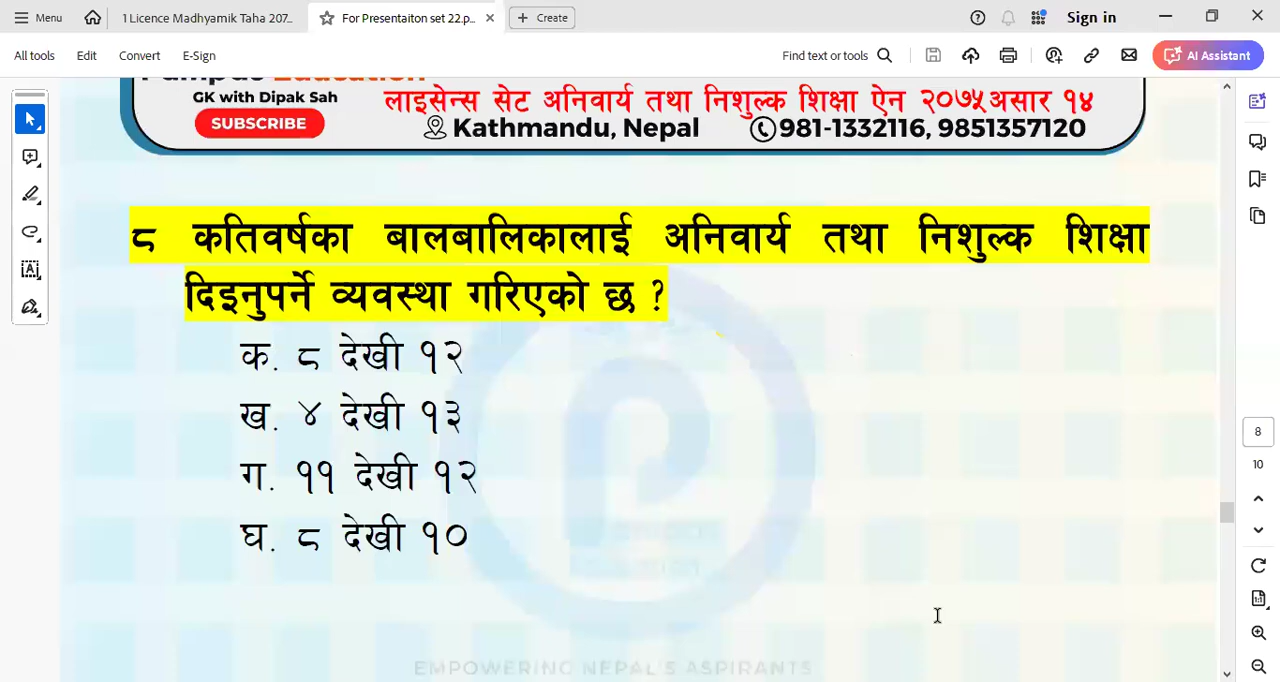 Menu
1 Licence Madhyamik Taha 207...
For Presentaiton set 22.p...
Create
Sign in
All tools
Edit
Convert
E-Sign
Find text or tools
AI Assistant
GK with Dipak Sah
SUBSCRIBE
लाइसेन्स सेट अनिवार्य तथा निशुल्क शिक्षा ऐन २०७५असार १४
Kathmandu, Nepal
981-1332116, 9851357120
८ कतिवर्षका बालबालिकालाई अनिवार्य तथा निशुल्क शिक्षा
दिइनुपर्ने व्यवस्था गरिएको छ ?
क. ८ देखी १२
ख. ४ देखी १३
ग. ११ देखी १२
घ. ८ देखी १०
8
10
EMPOWERING NEPAL'S ASPIRANTS